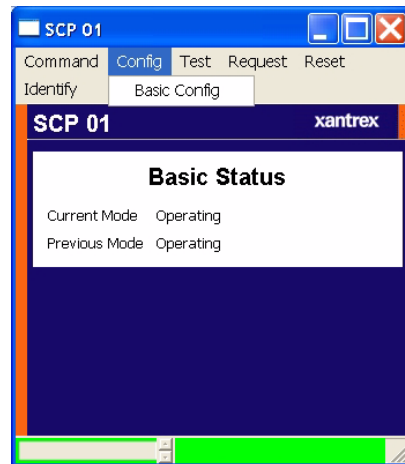 SCP 01
Command Config Test Request Reset
Identify Basic Config
SCP 01 xantrex
Basic Status
Current Mode Operating
Previous Mode Operating